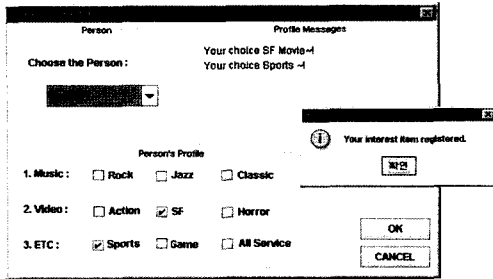 Person
Profile Messages
Your choice SF Movie~!
Your choice Sports ~!
Choose the Person :
Your interest item registered.
확인
Person's Profile
1. Music : Rock Jazz Classic
2. Video : Action SF Horror
3. ETC : Sports Game All Service
OK
CANCEL